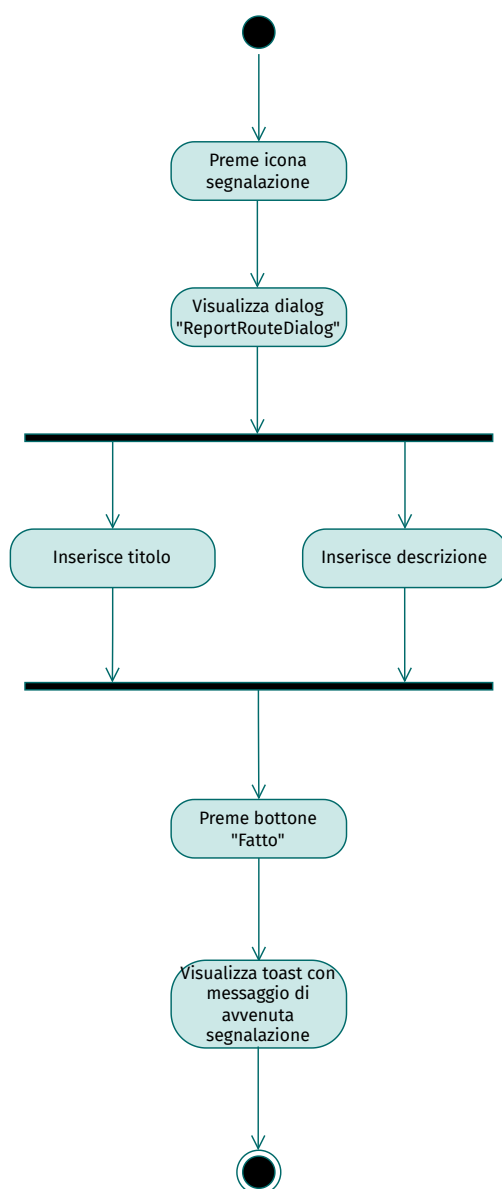 Preme icona
segnalazione
Visualizza dialog
"ReportRouteDialog"
Inserisce titolo
Inserisce descrizione
Preme bottone
"Fatto"
Visualizza toast con
messaggio di
avvenuta
segnalazione